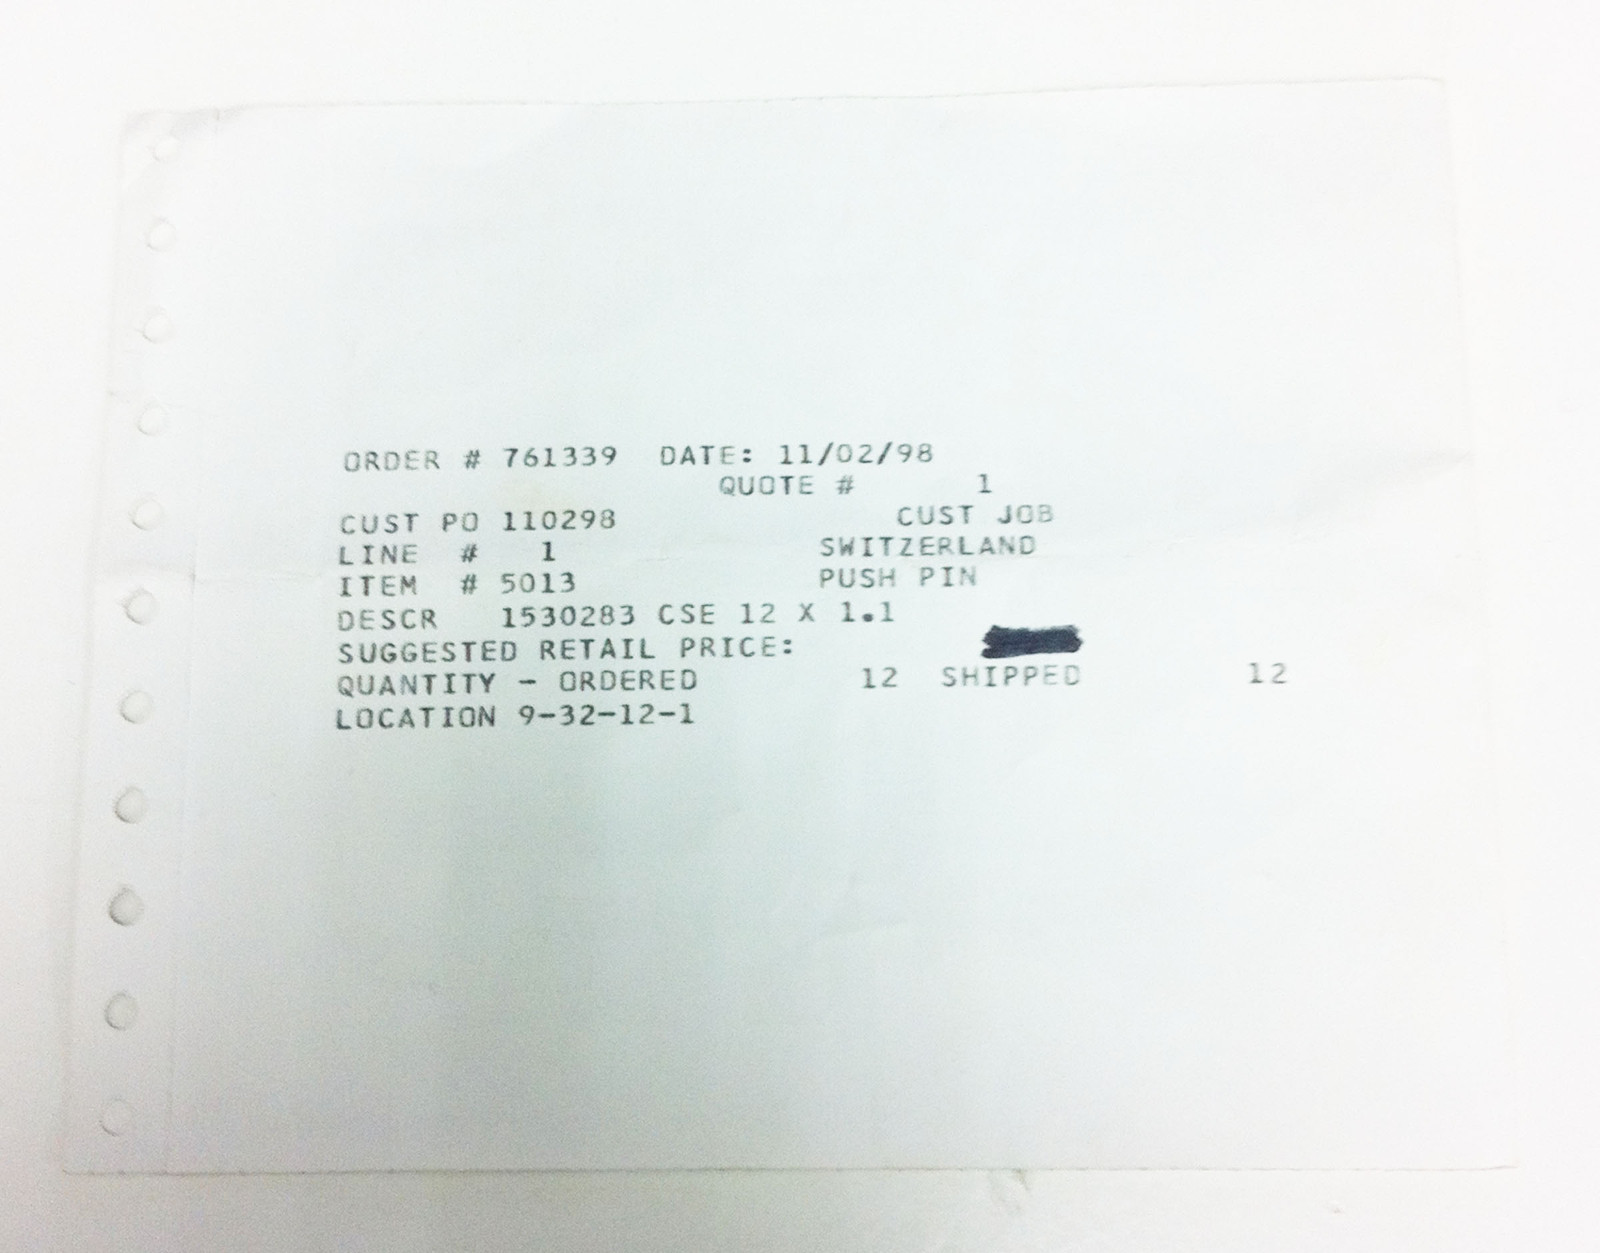 ORDER # 761339 DATE: 11/02/98
QUOTE # 1
CUST PO 110298 CUST JOB
LINE # 1 SWITZERLAND
ITEM # 5013 PUSH PIN
DESCR 1530283 CSE 12 X 1.1
SUGGESTED RETAIL PRICE:
QUANTITY - ORDERED 12 SHIPPED 12
LOCATION 9-32-12-1